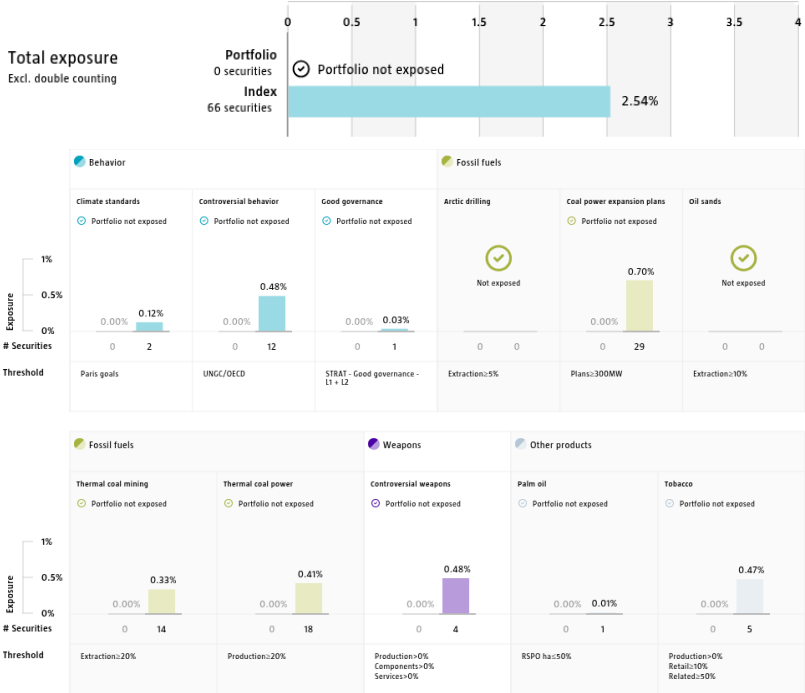 0 0.5 1 1.5 2 2.5 3 3.5 4
Total exposure
Excl. double counting
Portfolio
0 securities
Portfolio not exposed
Index
66 securities
2.54%
Behavior
Fossil fuels
Climate standards
Controversial behavior
Good governance
Arctic drilling
Coal power expansion plans
Oil sands
Portfolio not exposed
Portfolio not exposed
Portfolio not exposed
Portfolio not exposed
Exposure
1%
0.5%
0%
0.00% 0.12%
0.00% 0.48%
0.00% 0.03%
Not exposed
0.00% 0.70%
Not exposed
# Securities 0 2 0 12 0 1 0 0 0 29 0 0
Threshold
Paris goals
UNGC/OECD
STRAT - Good governance -
L1 + L2
Extraction≥5%
Plans≥300MW
Extraction≥10%
Fossil fuels
Weapons
Other products
Thermal coal mining
Thermal coal power
Controversial weapons
Palm oil
Tobacco
Portfolio not exposed
Portfolio not exposed
Portfolio not exposed
Portfolio not exposed
Portfolio not exposed
Exposure
1%
0.5%
0%
0.00% 0.33%
0.00% 0.41%
0.00% 0.48%
0.00% 0.01%
0.00% 0.47%
# Securities 0 14 0 18 0 4 0 1 0 5
Threshold
Extraction≥20%
Production≥20%
Production>0%
Components>0%
Services>0%
RSPO ha≤50%
Production>0%
Retail≥10%
Related≥50%